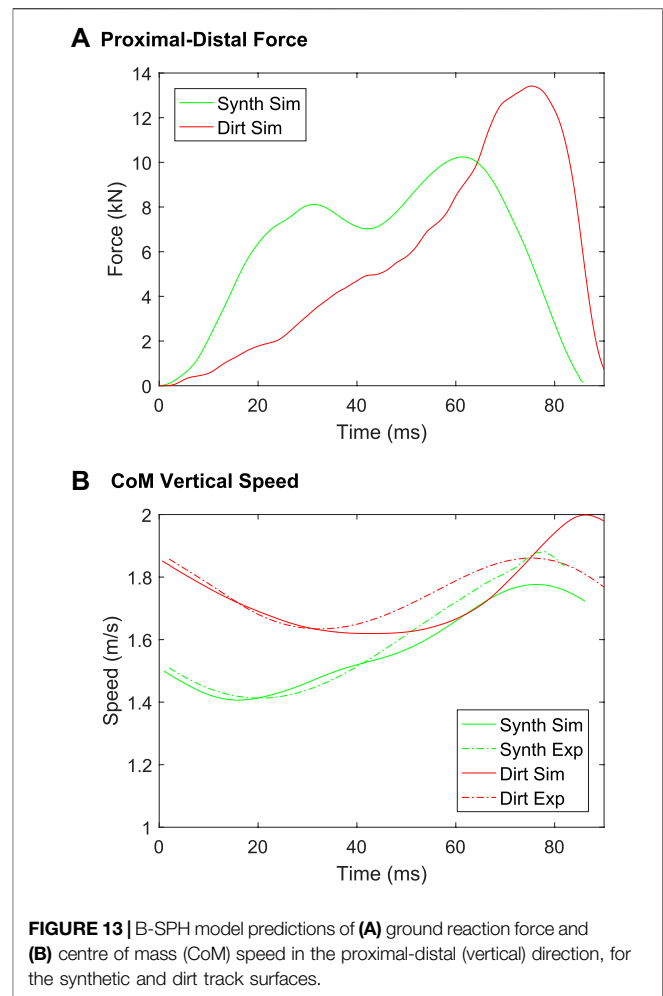 A Proximal-Distal Force
14
12
10
8
6
4
2
0
Force (kN)
Synth Sim
Dirt Sim
0 20 40 60 80
Time (ms)
B CoM Vertical Speed
2
1.8
1.6
1.4
1.2
1
Speed (m/s)
Synth Sim
Synth Exp
Dirt Sim
Dirt Exp
0 20 40 60 80
Time (ms)
FIGURE 13 | B-SPH model predictions of (A) ground reaction force and
(B) centre of mass (CoM) speed in the proximal-distal (vertical) direction, for
the synthetic and dirt track surfaces.